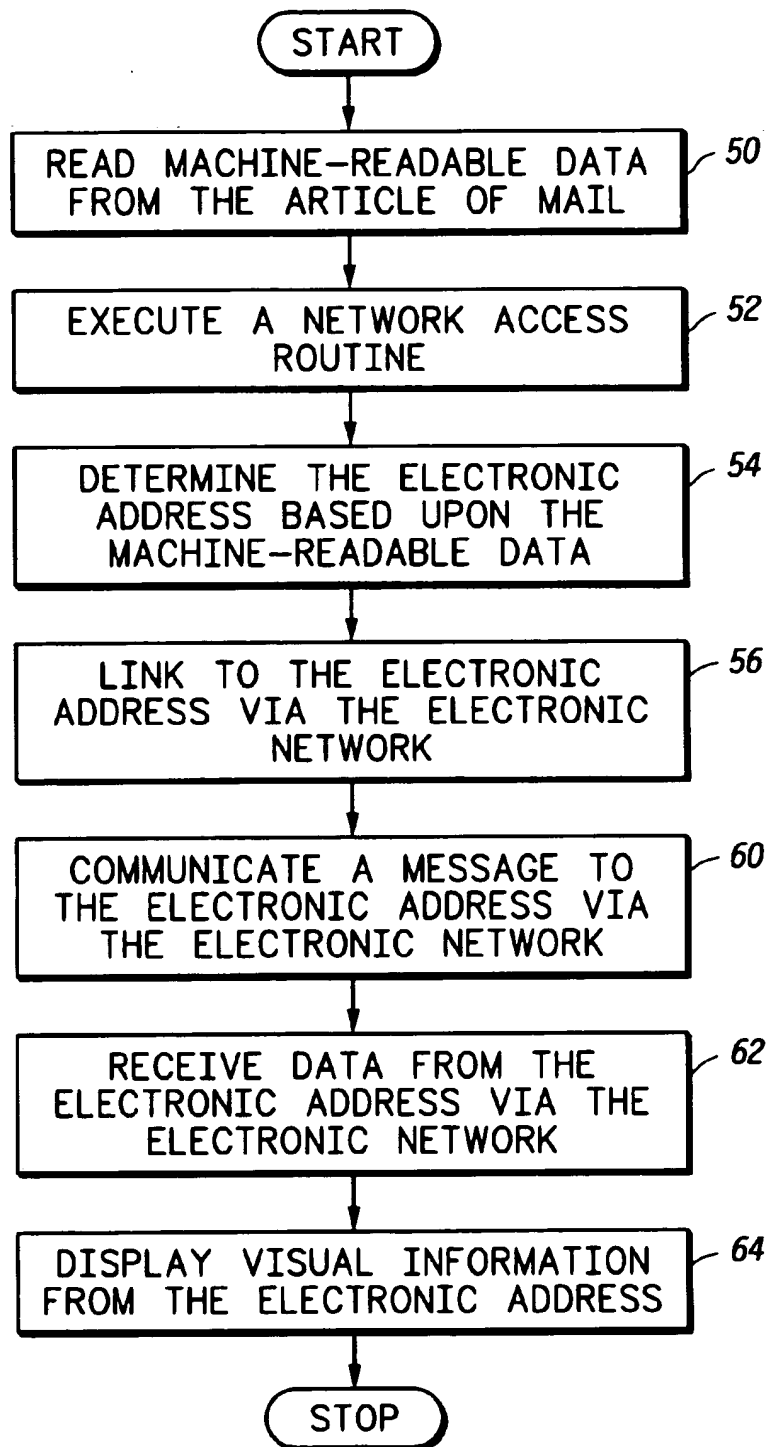 START
READ MACHINE-READABLE DATA
FROM THE ARTICLE OF MAIL
50
EXECUTE A NETWORK ACCESS
ROUTINE
52
DETERMINE THE ELECTRONIC
ADDRESS BASED UPON THE
MACHINE-READABLE DATA
54
LINK TO THE ELECTRONIC
ADDRESS VIA THE ELECTRONIC
NETWORK
56
COMMUNICATE A MESSAGE TO
THE ELECTRONIC ADDRESS VIA
THE ELECTRONIC NETWORK
60
RECEIVE DATA FROM THE
ELECTRONIC ADDRESS VIA THE
ELECTRONIC NETWORK
62
DISPLAY VISUAL INFORMATION
FROM THE ELECTRONIC ADDRESS
64
STOP